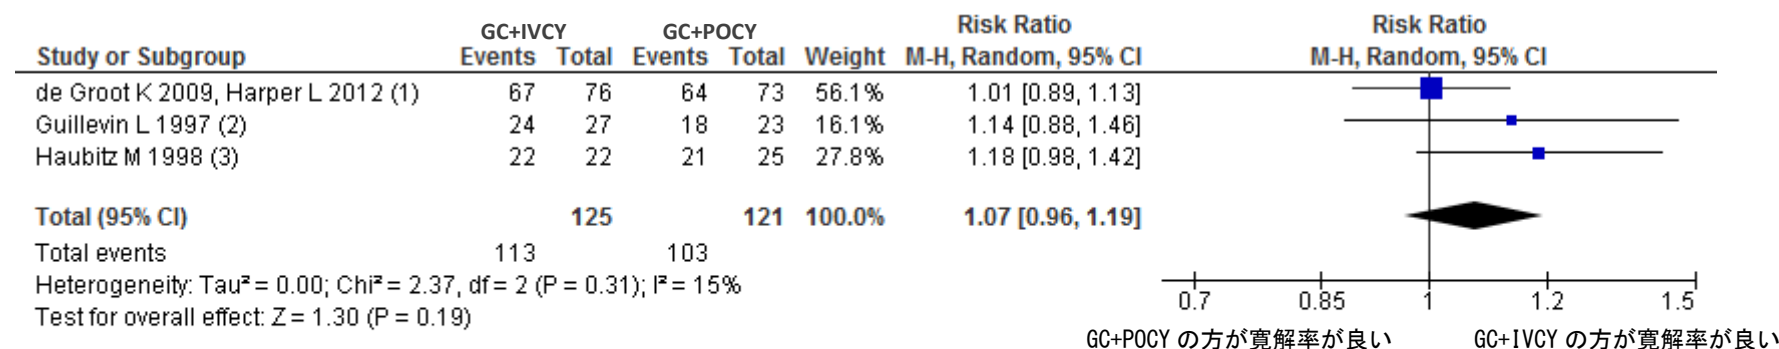 GC+IVCY GC+POCY Risk Ratio Risk Ratio
Study or Subgroup Events Total Events Total Weight M-H, Random, 95% CI M-H, Random, 95% CI
de Groot K 2009, Harper L 2012 (1) 67 76 64 73 56.1% 1.01 [0.89, 1.13]
Guillevin L 1997 (2) 24 27 18 23 16.1% 1.14 [0.88, 1.46]
Haubitz M 1998 (3) 22 22 21 25 27.8% 1.18 [0.98, 1.42]
Total (95% CI) 125 121 100.0% 1.07 [0.96, 1.19]
Total events 113 103
Heterogeneity: Tau² = 0.00; Chi² = 2.37, df = 2 (P = 0.31); I² = 15%
Test for overall effect: Z = 1.30 (P = 0.19)
0.7 0.85 1 1.2 1.5
GC+POCY の方が寛解率が良い GC+IVCY の方が寛解率が良い